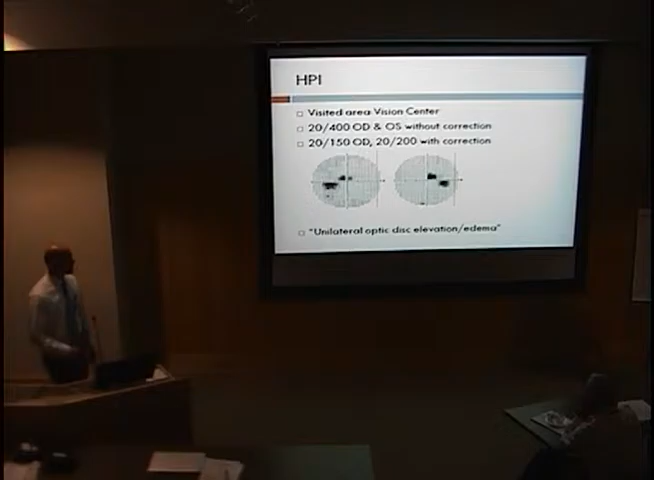 HPI
Visited area Vision Center
20/400 OD & OS without correction
20/150 OD, 20/200 with correction
"Unilateral optic disc elevation/edema"